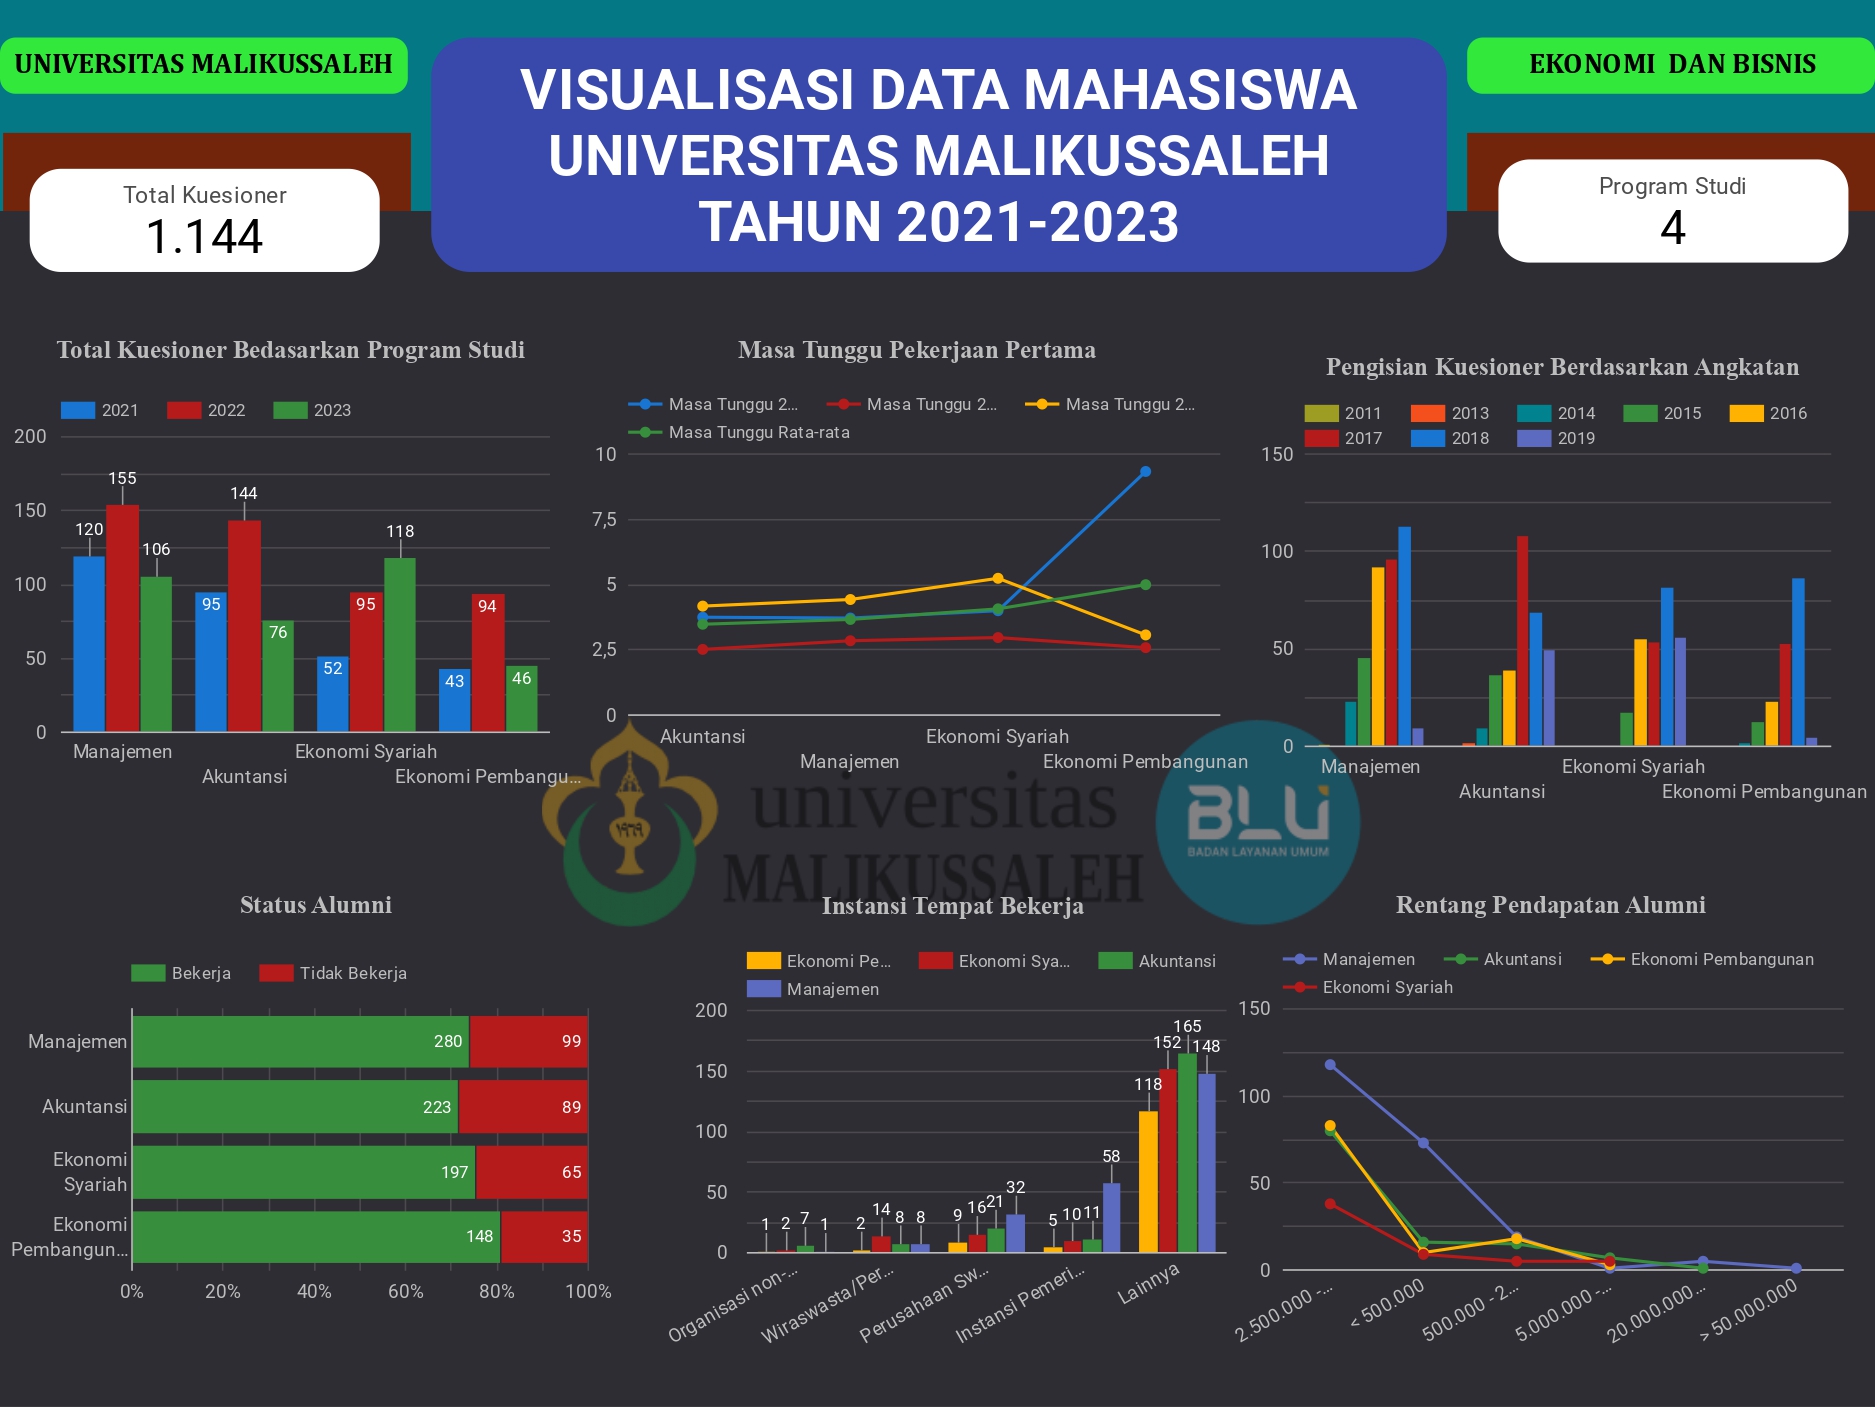 UNIVERSITAS MALIKUSSALEH
VISUALISASI DATA MAHASISWA
UNIVERSITAS MALIKUSSALEH
TAHUN 2021-2023
EKONOMI DAN BISNIS
Total Kuesioner
1.144
Program Studi
4
Total Kuesioner Bedasarkan Program Studi
2021 2022 2023
200
150
100
50
0
120 155 106
95 144 76
52 95 118
43 94 46
Manajemen
Akuntansi
Ekonomi Syariah
Ekonomi Pembangu...
Masa Tunggu Pekerjaan Pertama
Masa Tunggu 2... Masa Tunggu 2... Masa Tunggu 2...
Masa Tunggu Rata-rata
10
7,5
5
2,5
0
Akuntansi
Manajemen
Ekonomi Syariah
Ekonomi Pembangunan
Pengisian Kuesioner Berdasarkan Angkatan
2011 2013 2014 2015 2016
2017 2018 2019
150
100
50
0
Manajemen
Akuntansi
Ekonomi Syariah
Ekonomi Pembangunan
١٩٦٩
universitas
MALIKUSSALEH
BLU
BADAN LAYANAN UMUM
Status Alumni
Bekerja Tidak Bekerja
Manajemen 280 99
Akuntansi 223 89
Ekonomi
Syariah 197 65
Ekonomi
Pembangun... 148 35
0% 20% 40% 60% 80% 100%
Instansi Tempat Bekerja
Ekonomi Pe... Ekonomi Sya... Akuntansi
Manajemen
200
150
100
50
0
1 2 7 1
2 14 8 8
9 16 21 32
5 10 11 58
118 152 165 148
Organisasi non-...
Wiraswasta/Per...
Perusahaan Sw...
Instansi Pemeri...
Lainnya
Rentang Pendapatan Alumni
Manajemen Akuntansi Ekonomi Pembangunan
Ekonomi Syariah
150
100
50
0
2.500.000 -...
< 500.000
500.000 - 2...
5.000.000 -...
20.000.000...
> 50.000.000